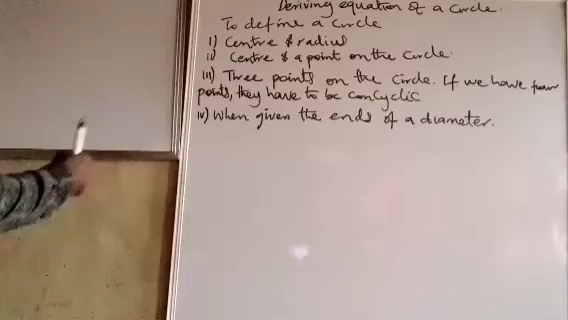 Deriving equation of a circle.
To define a circle
i) Centre & radius
ii) Centre & a point on the circle.
iii) Three points on the circle. If we have four
points, they have to be concyclic
iv) When given the ends of a diameter.